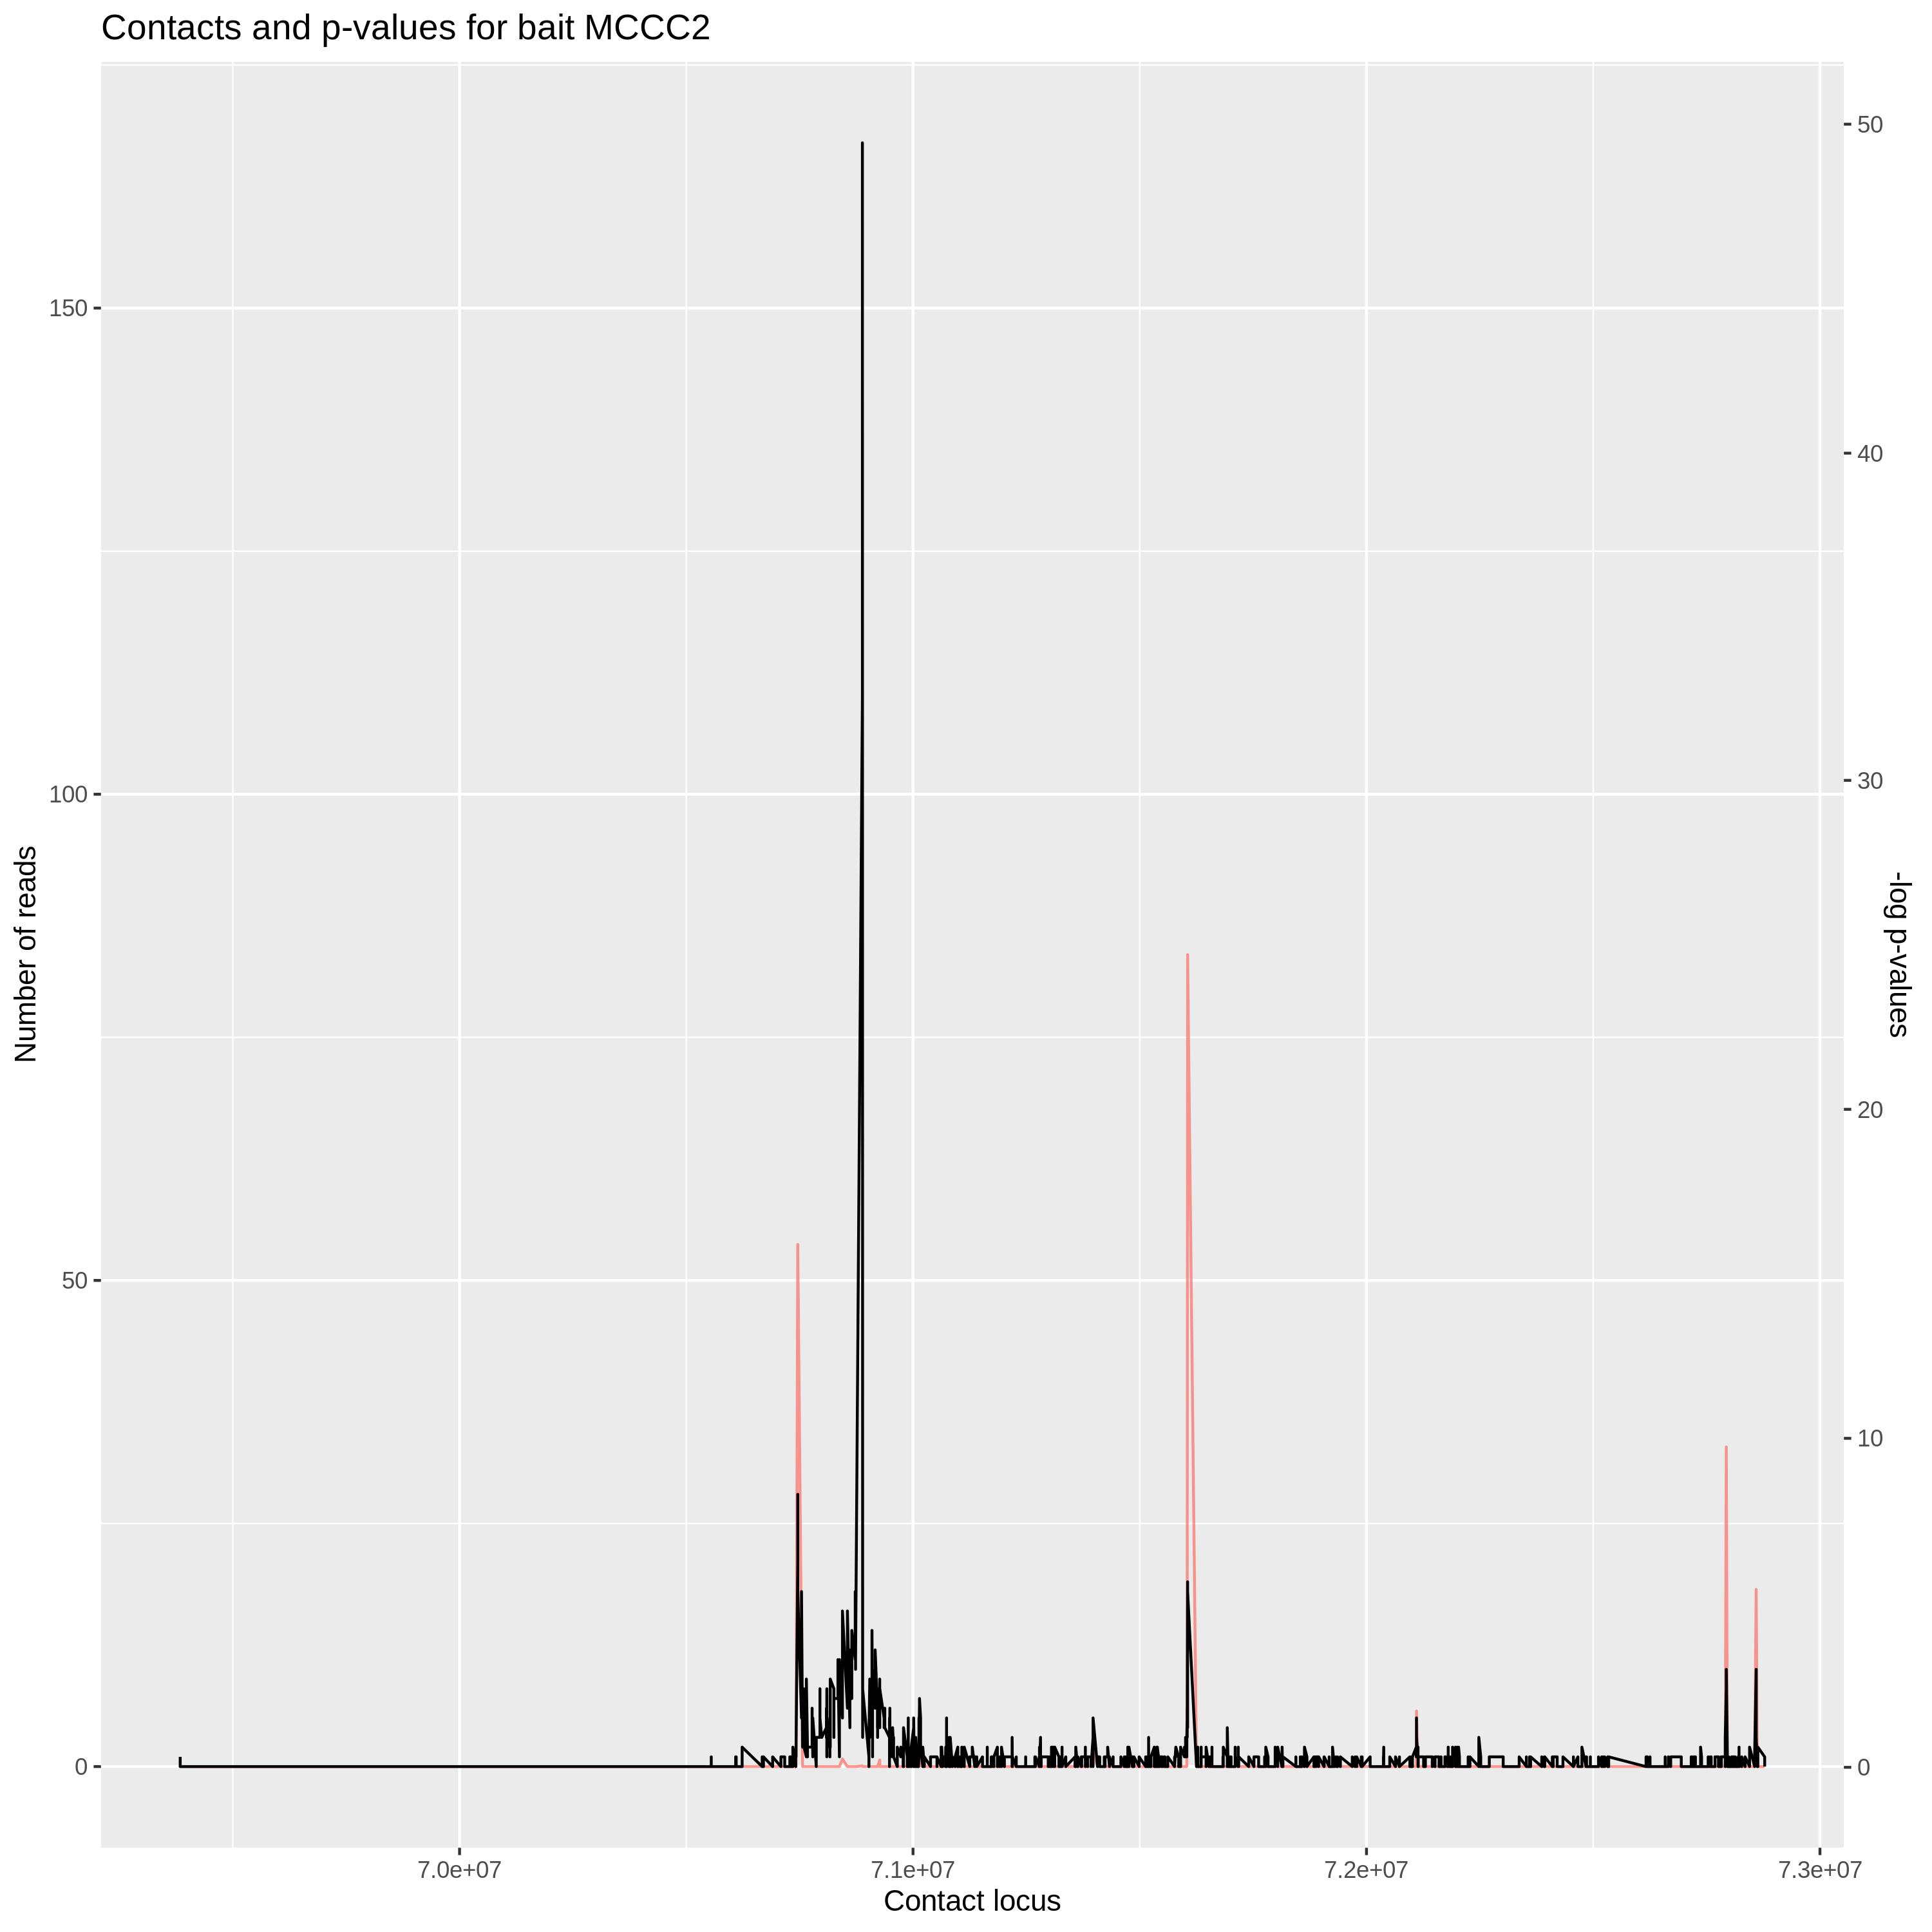 Contacts and p-values for bait MCCC2
150
100
50
0
Number of reads
50
40
30
20
10
0
-log p-values
7.0e+07
7.1e+07
7.2e+07
7.3e+07
Contact locus